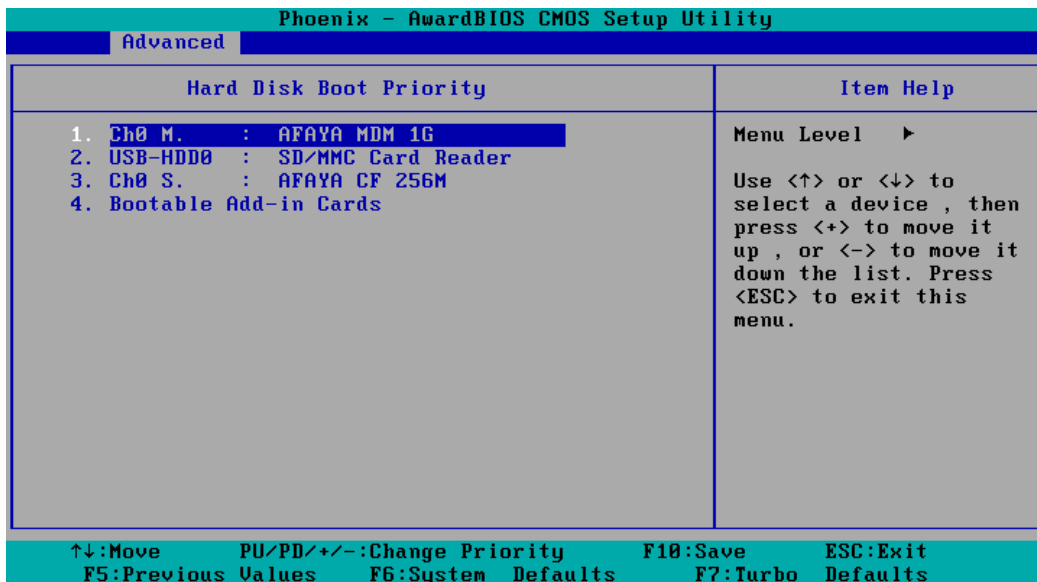 Phoenix - AwardBIOS CMOS Setup Utility
Advanced
Hard Disk Boot Priority
1. Ch0 M. : AFAYA MDM 1G
2. USB-HDD0 : SD/MMC Card Reader
3. Ch0 S. : AFAYA CF 256M
4. Bootable Add-in Cards
Item Help
Menu Level ▶
Use <↑> or <↓> to
select a device , then
press <+> to move it
up , or <-> to move it
down the list. Press
<ESC> to exit this
menu.
↑↓:Move PU/PD/+/-:Change Priority F10:Save ESC:Exit
F5:Previous Values F6:System Defaults F7:Turbo Defaults